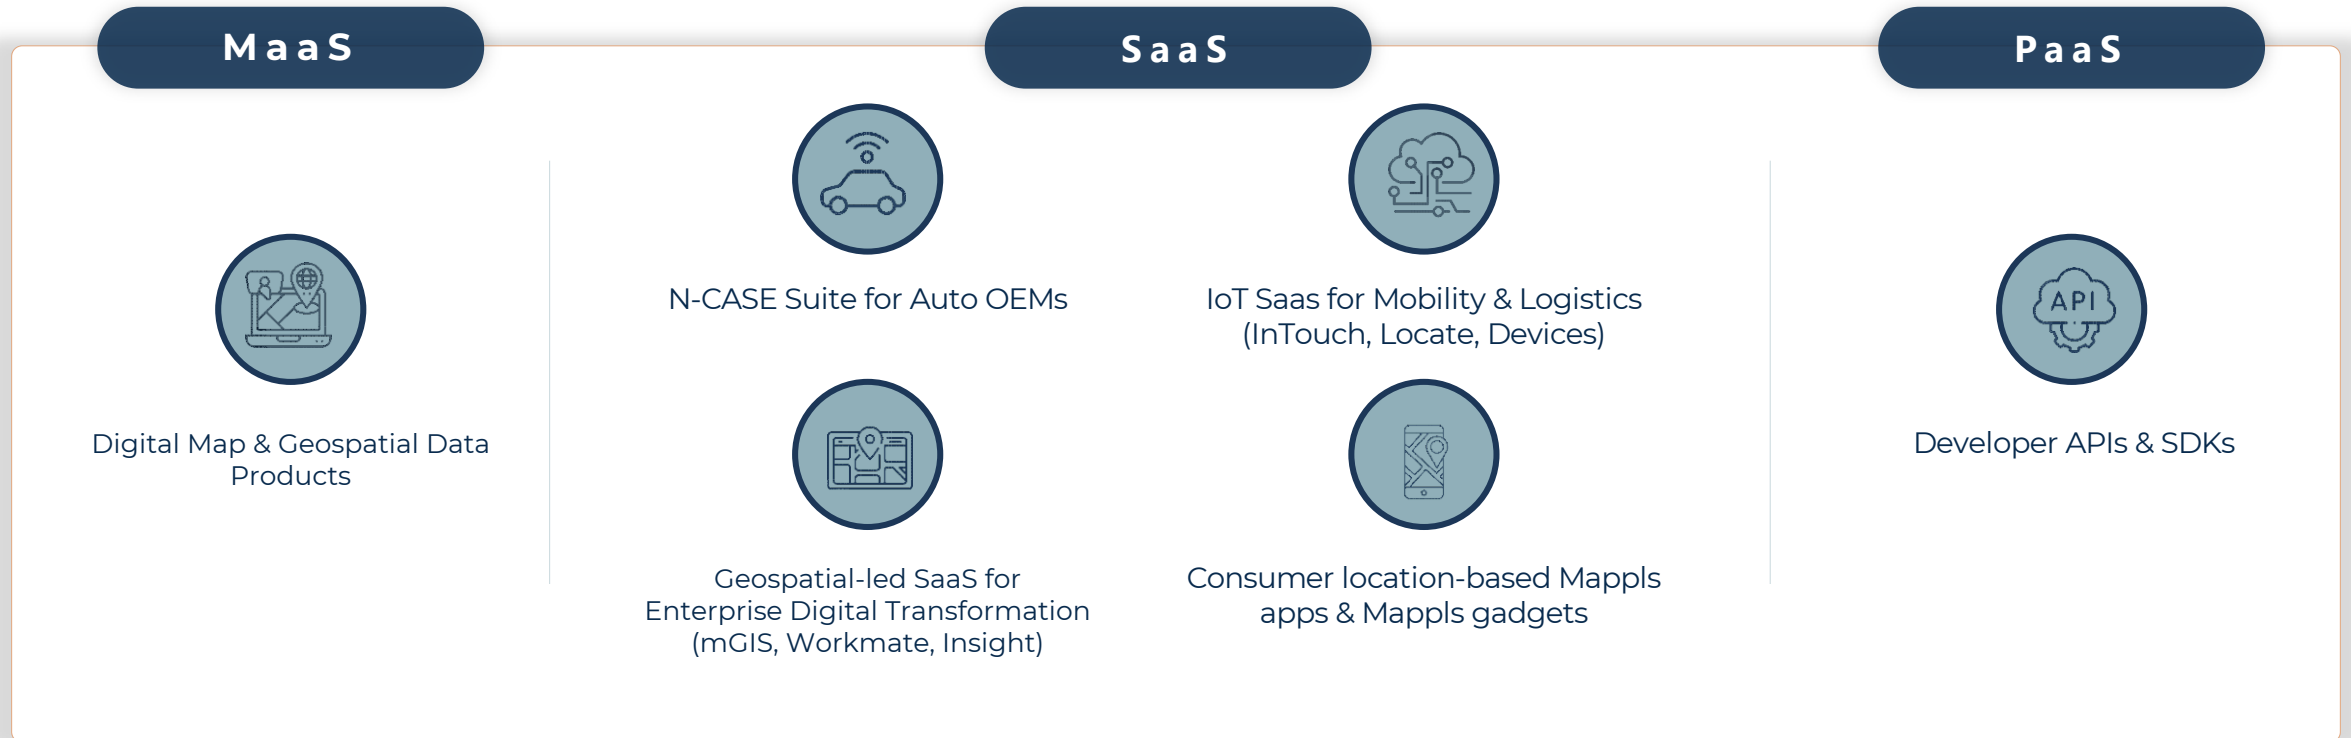 MaaS
SaaS
PaaS
Digital Map & Geospatial Data
Products
N-CASE Suite for Auto OEMs
IoT Saas for Mobility & Logistics
(InTouch, Locate, Devices)
Geospatial-led SaaS for
Enterprise Digital Transformation
(mGIS, Workmate, Insight)
Consumer location-based Mappls
apps & Mappls gadgets
API
Developer APIs & SDKs